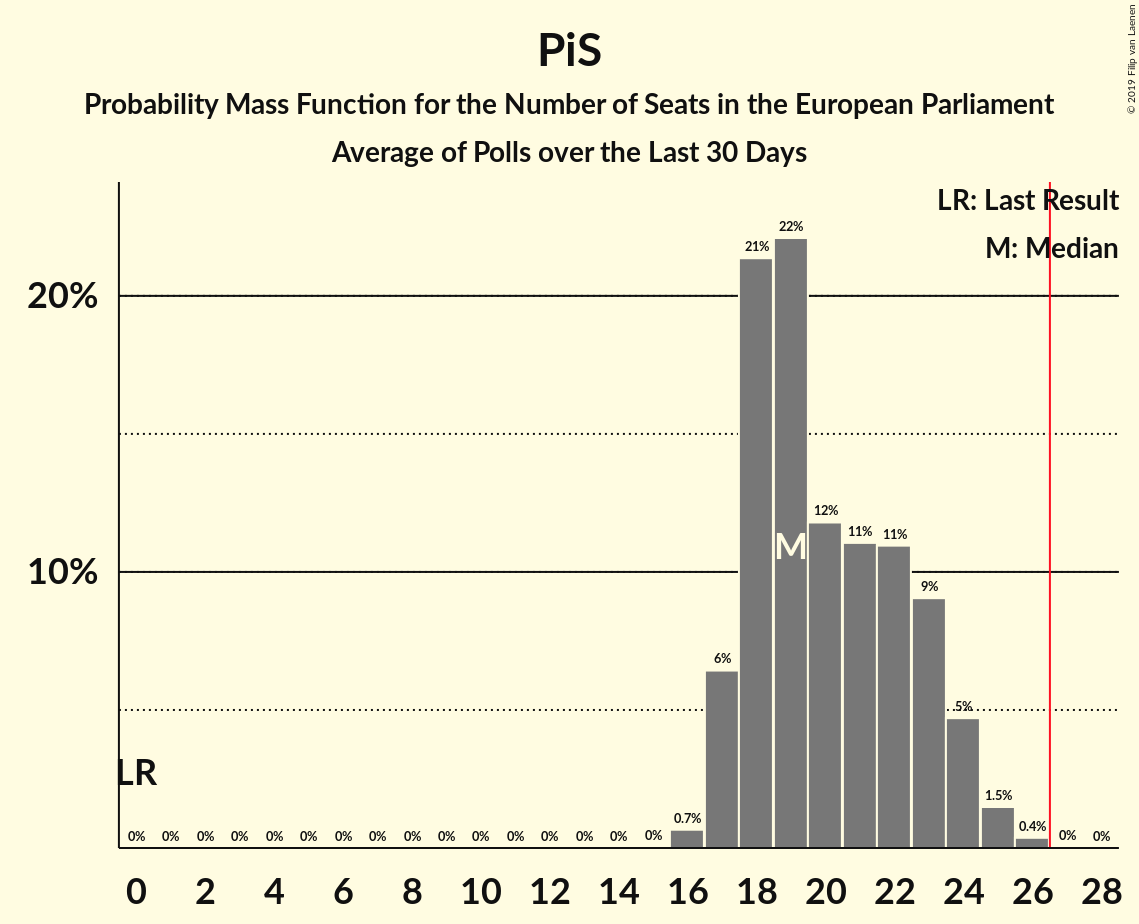 PiS
Probability Mass Function for the Number of Seats in the European Parliament
Average of Polls over the Last 30 Days
© 2019 Filip van Laenen
LR: Last Result
M: Median
22%
21%
20%
12%
11%
11%
M
10%
9%
6%
5%
LR
1.5%
0.7%
0.4%
0% 0% 0% 0% 0% 0% 0% 0% 0% 0% 0% 0% 0% 0% 0% 0% 0% 0%
0 2 4 6 8 10 12 14 16 18 20 22 24 26 28